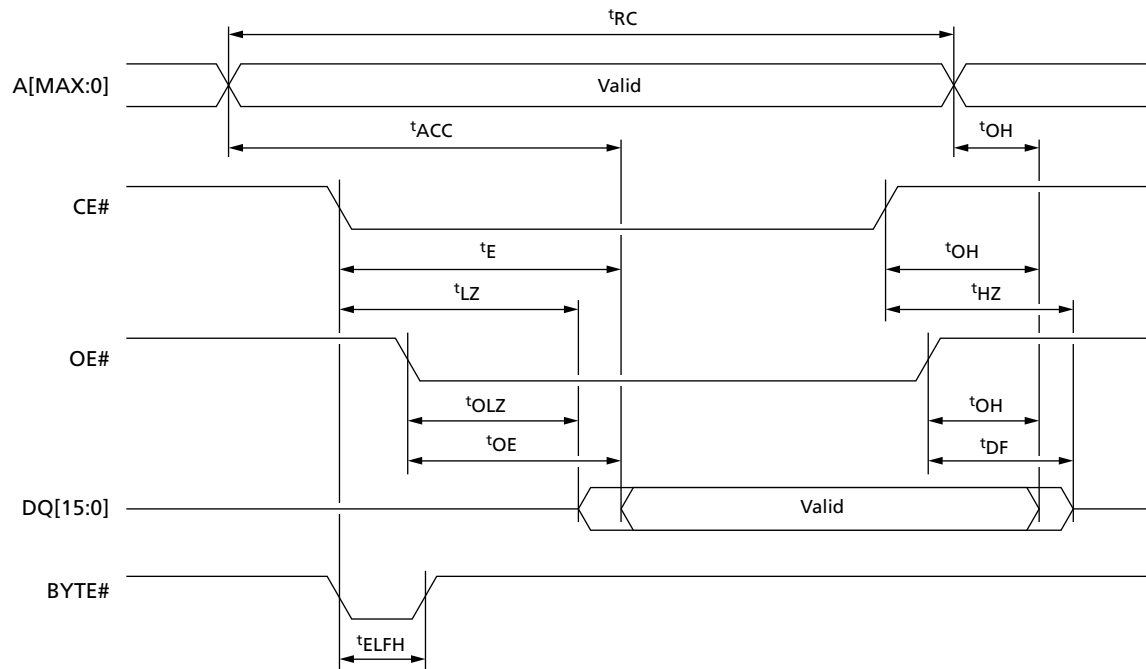 tRC
A[MAX:0]
Valid
tACC
tOH
CE#
tE
tOH
tLZ
tHZ
OE#
tOLZ
tOH
tOE
tDF
DQ[15:0]
Valid
BYTE#
tELFH